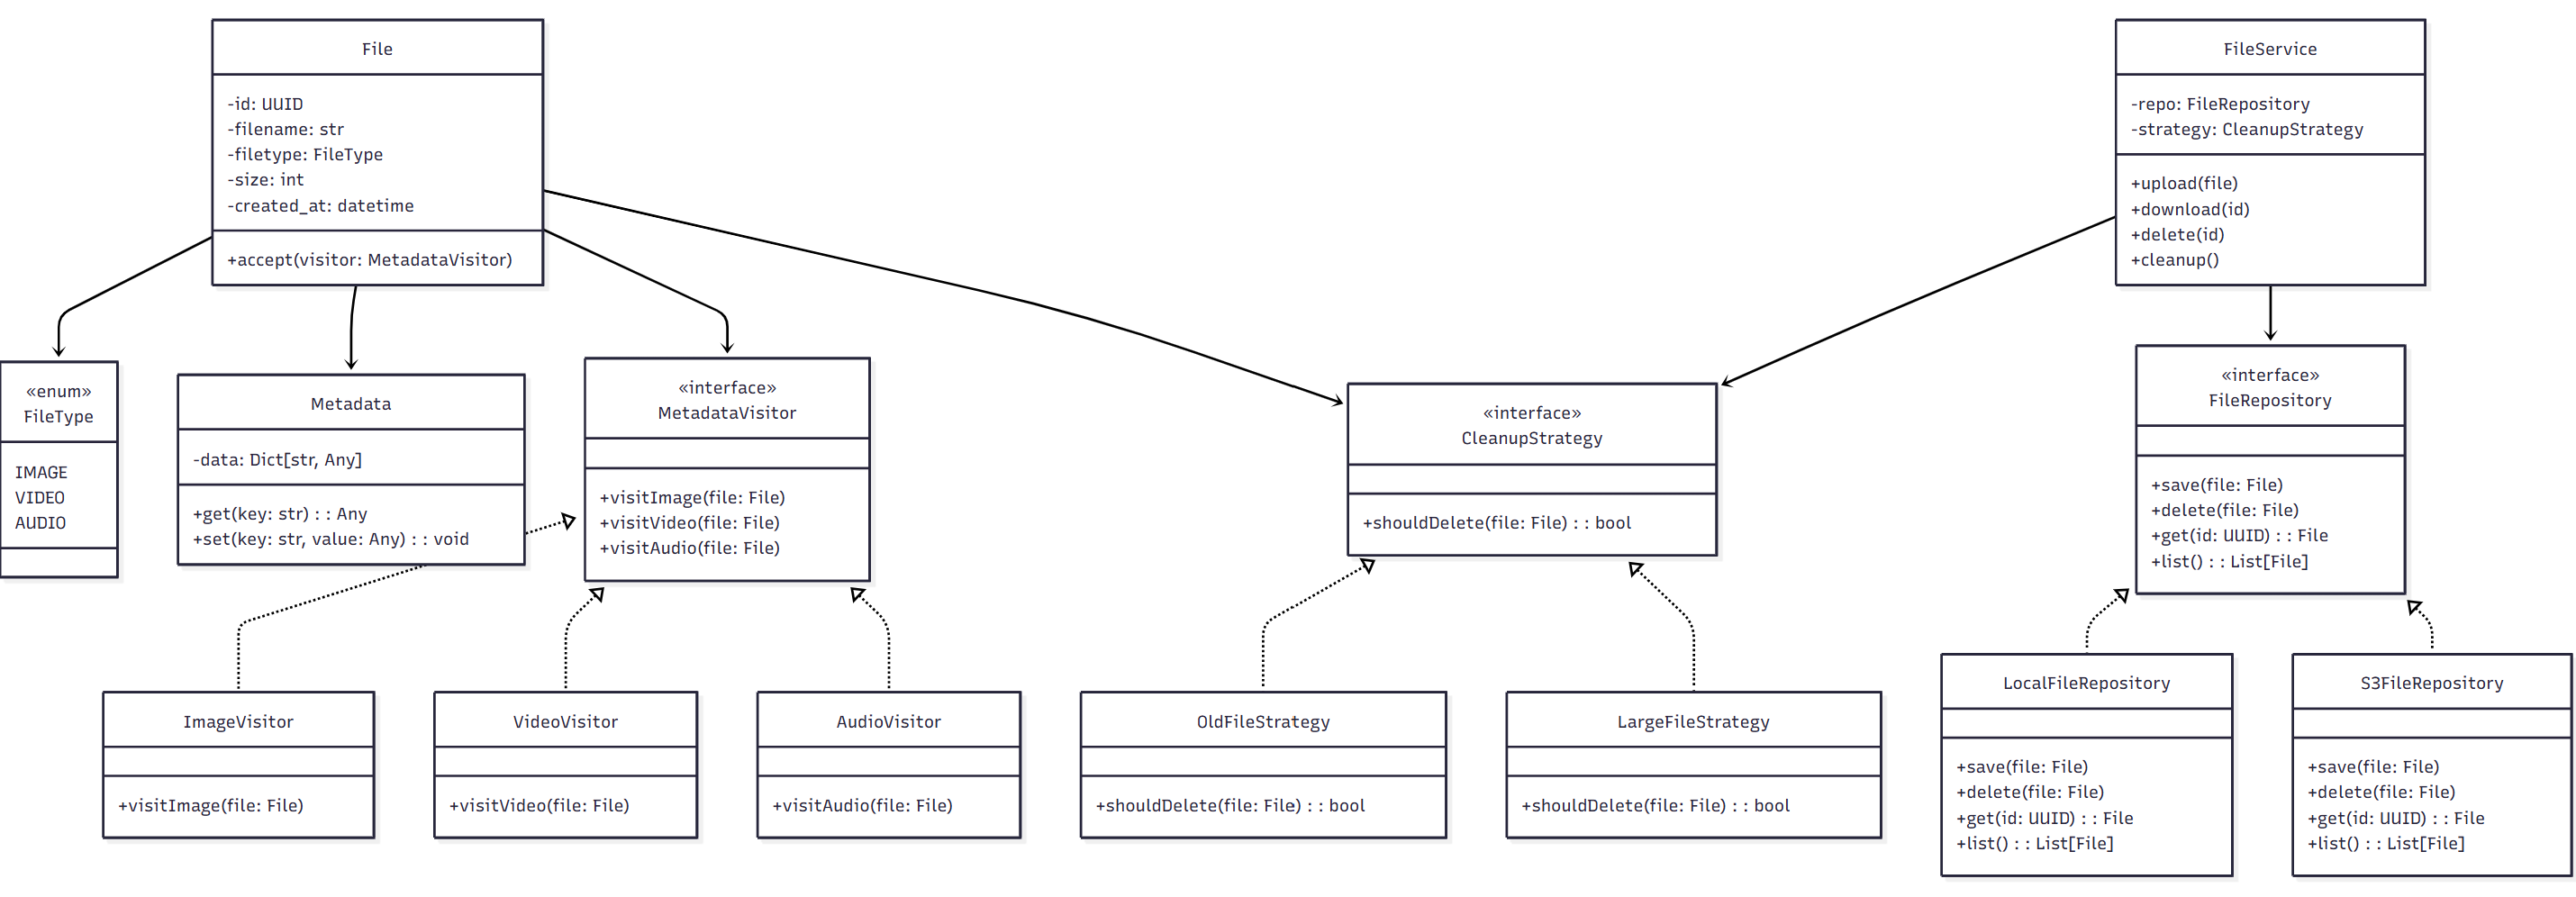 File
-id: UUID
-filename: str
-filetype: FileType
-size: int
-created_at: datetime
+accept(visitor: MetadataVisitor)
FileService
-repo: FileRepository
-strategy: CleanupStrategy
+upload(file)
+download(id)
+delete(id)
+cleanup()
«enum»
FileType
IMAGE
VIDEO
AUDIO
Metadata
-data: Dict[str, Any]
+get(key: str) : : Any
+set(key: str, value: Any) : : void
«interface»
MetadataVisitor
+visitImage(file: File)
+visitVideo(file: File)
+visitAudio(file: File)
«interface»
CleanupStrategy
+shouldDelete(file: File) : : bool
«interface»
FileRepository
+save(file: File)
+delete(file: File)
+get(id: UUID) : : File
+list() : : List[File]
ImageVisitor
+visitImage(file: File)
VideoVisitor
+visitVideo(file: File)
AudioVisitor
+visitAudio(file: File)
OldFileStrategy
+shouldDelete(file: File) : : bool
LargeFileStrategy
+shouldDelete(file: File) : : bool
LocalFileRepository
+save(file: File)
+delete(file: File)
+get(id: UUID) : : File
+list() : : List[File]
S3FileRepository
+save(file: File)
+delete(file: File)
+get(id: UUID) : : File
+list() : : List[File]